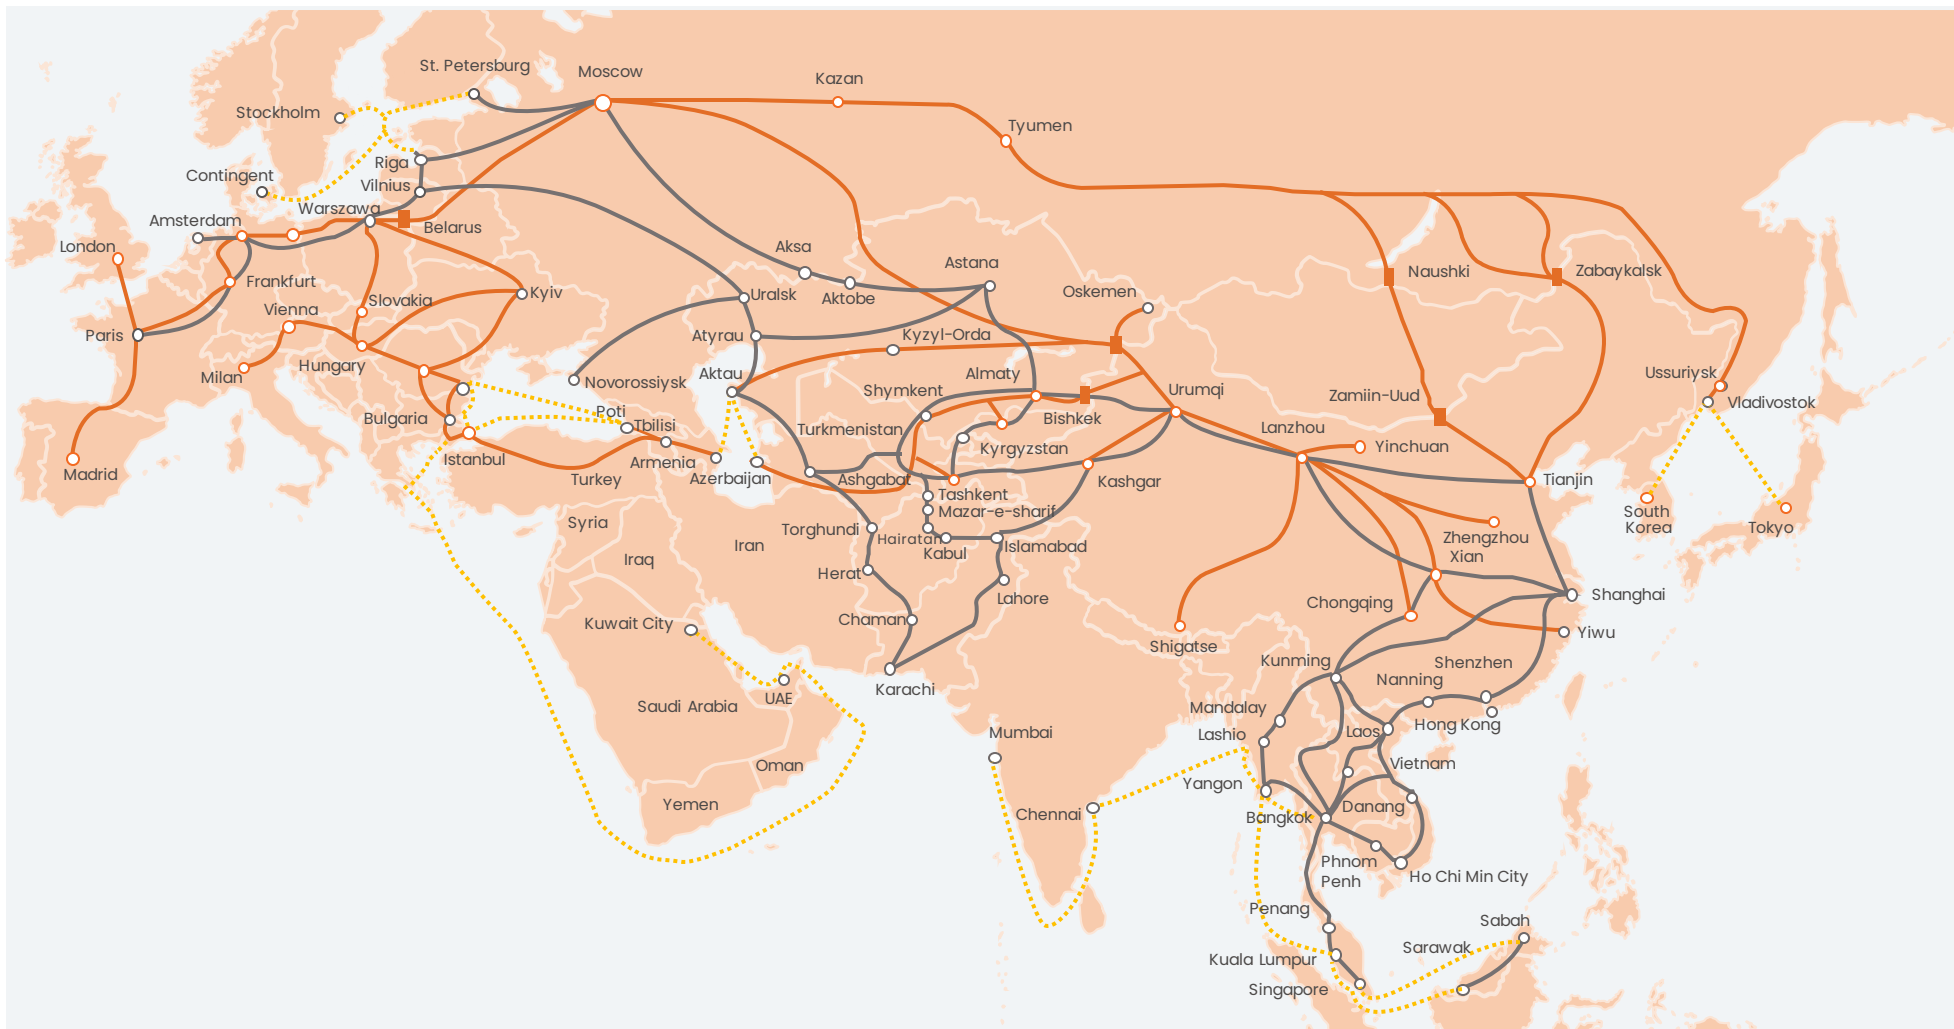 St. Petersburg
Moscow
Kazan
Stockholm
Tyumen
Riga
Contingent
Vilnius
Warszawa
Amsterdam
Belarus
London
Aksa
Astana
Naushki
Zabaykalsk
Frankfurt
Oskemen
Slovakia
Kyiv
Uralsk
Aktobe
Vienna
Paris
Atyrau
Kyzyl-Orda
Hungary
Milan
Novorossiysk
Aktau
Almaty
Ussuriysk
Shymkent
Urumqi
Zamiin-Uud
Vladivostok
Bulgaria
Poti
Tbilisi
Bishkek
Turkmenistan
Lanzhou
Yinchuan
Istanbul
Armenia
Kyrgyzstan
Madrid
Turkey
Azerbaijan
Ashgabat
Kashgar
Tianjin
Tashkent
South
Korea
Mazar-e-sharif
Syria
Torghundi
Tokyo
Hairatan
Zhengzhou
Iran
Kabul
Islamabad
Xian
Iraq
Herat
Lahore
Chongqing
Shanghai
Kuwait City
Chaman
Yiwu
Shigatse
Kunming
Shenzhen
Karachi
Nanning
UAE
Saudi Arabia
Mandalay
Hong Kong
Mumbai
Lashio
Laos
Oman
Vietnam
Yangon
Yemen
Danang
Chennai
Bangkok
Phnom
Penh
Ho Chi Min City
Penang
Sabah
Sarawak
Kuala Lumpur
Singapore